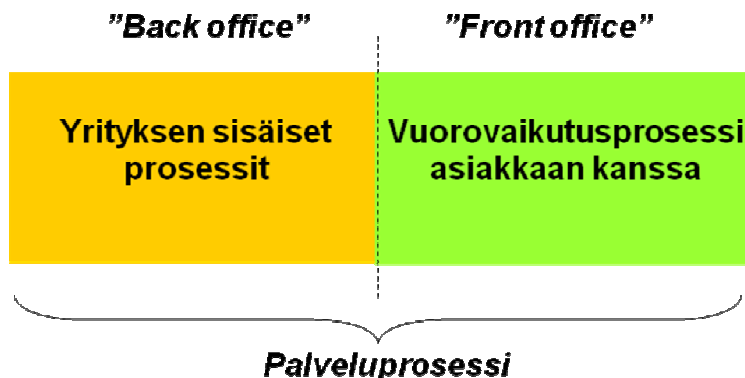 ”Back office”
”Front office”
Yrityksen sisäiset
prosessit
Vuorovaikutusprosessi
asiakkaan kanssa
Palveluprosessi